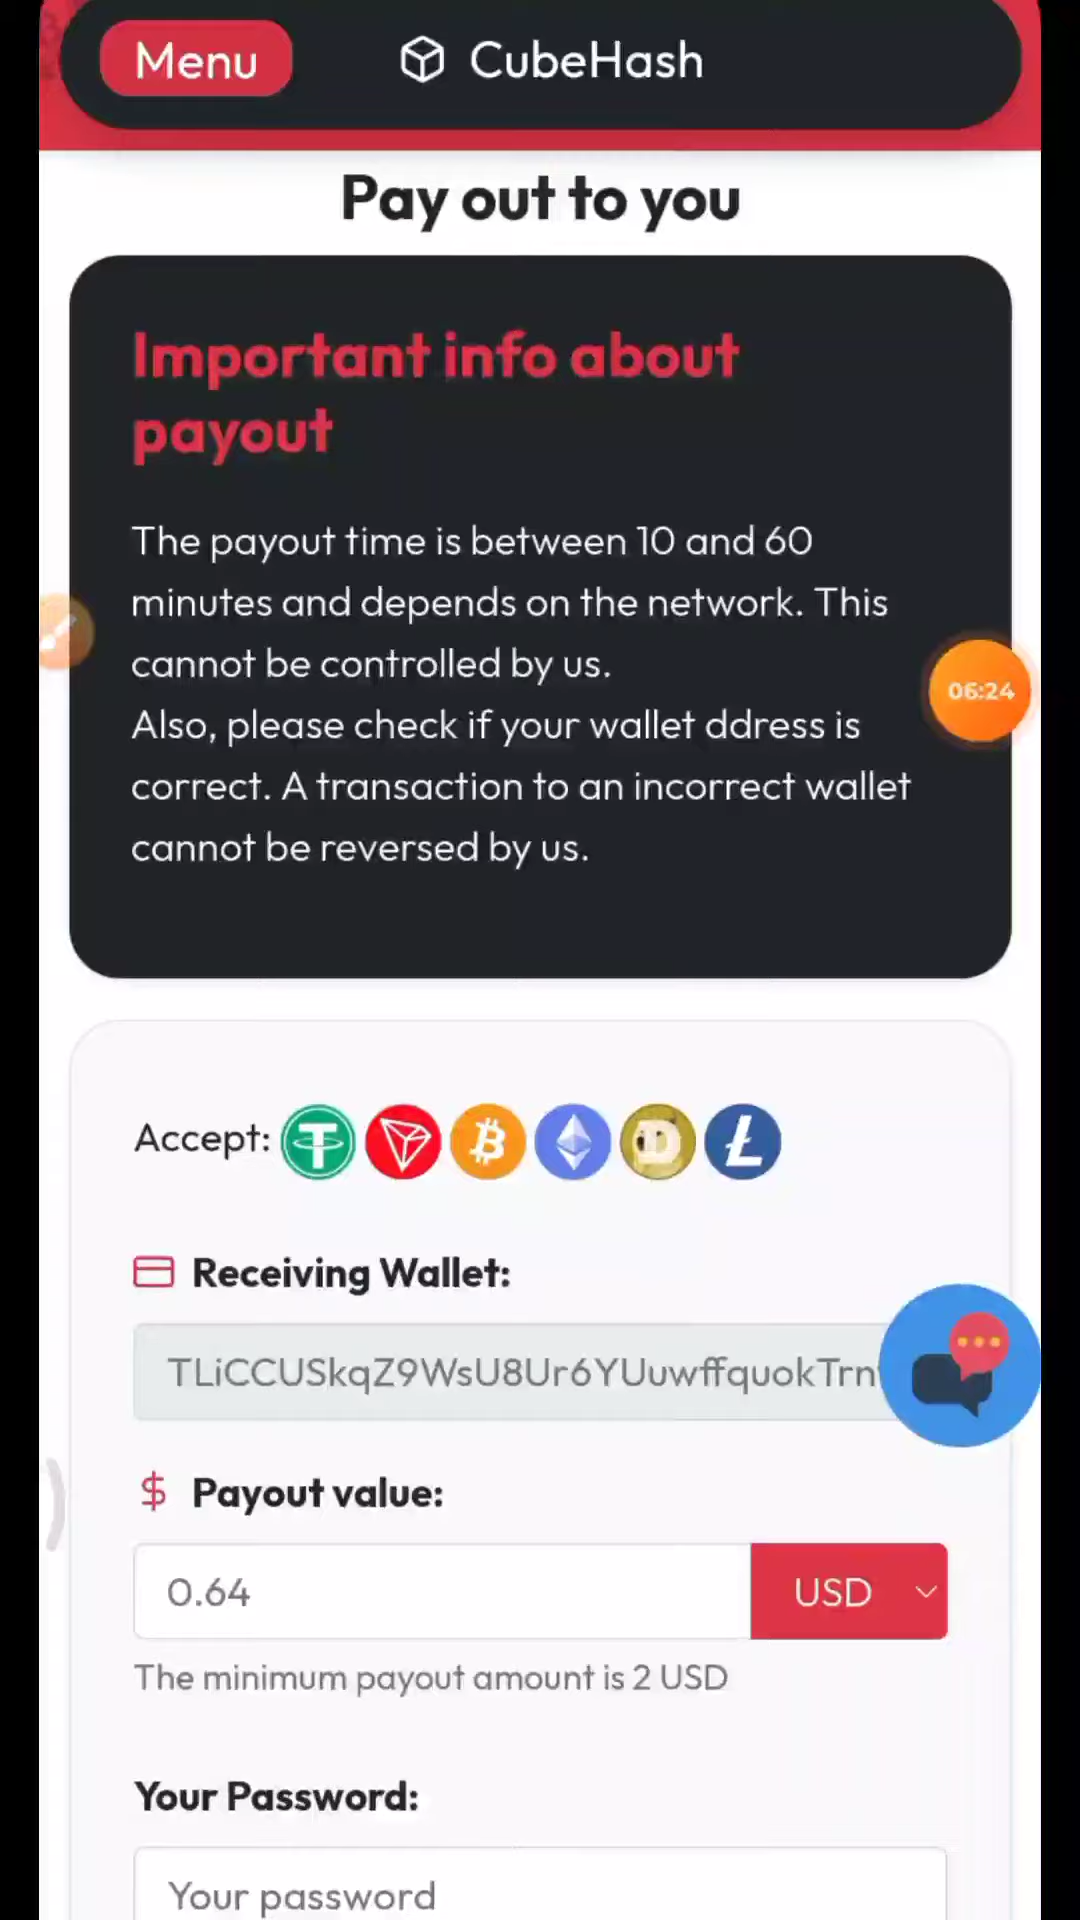 Menu
CubeHash
Pay out to you
Important info about
payout
The payout time is between 10 and 60
minutes and depends on the network. This
cannot be controlled by us.
06:24
Also, please check if your wallet ddress is
correct. A transaction to an incorrect wallet
cannot be reversed by us.
Accept:
Receiving Wallet:
TLiCCUSkqZ9WsU8Ur6YUuwffquokTrn
$ Payout value:
0.64
USD
The minimum payout amount is 2 USD
Your Password:
Your password